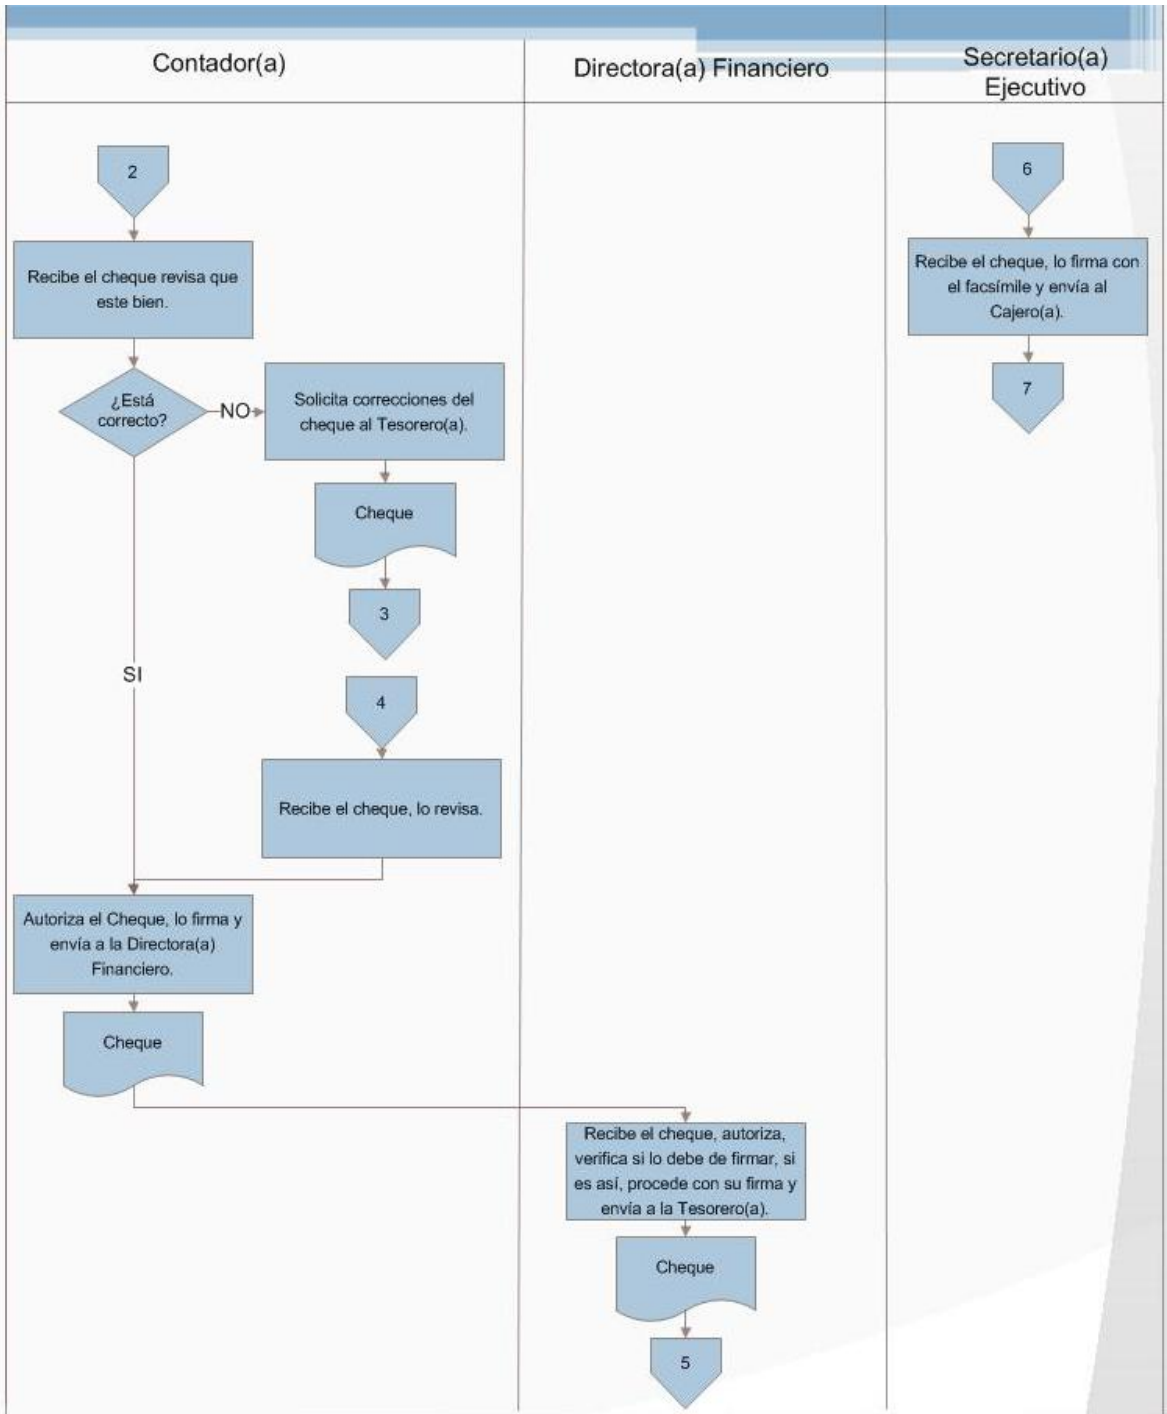 Contador(a)
Directora(a) Financiero
Secretario(a)
Ejecutivo
2
Recibe el cheque revisa que
este bien.
¿Está
correcto?
NO
Solicita correcciones del
cheque al Tesorero(a).
Cheque
3
SI
4
Recibe el cheque, lo revisa.
Autoriza el Cheque, lo firma y
envía a la Directora(a)
Financiero.
Cheque
Recibe el cheque, autoriza,
verifica si lo debe de firmar, si
es así, procede con su firma y
envía a la Tesorero(a).
Cheque
5
6
Recibe el cheque, lo firma con
el facsímile y envía al
Cajero(a).
7